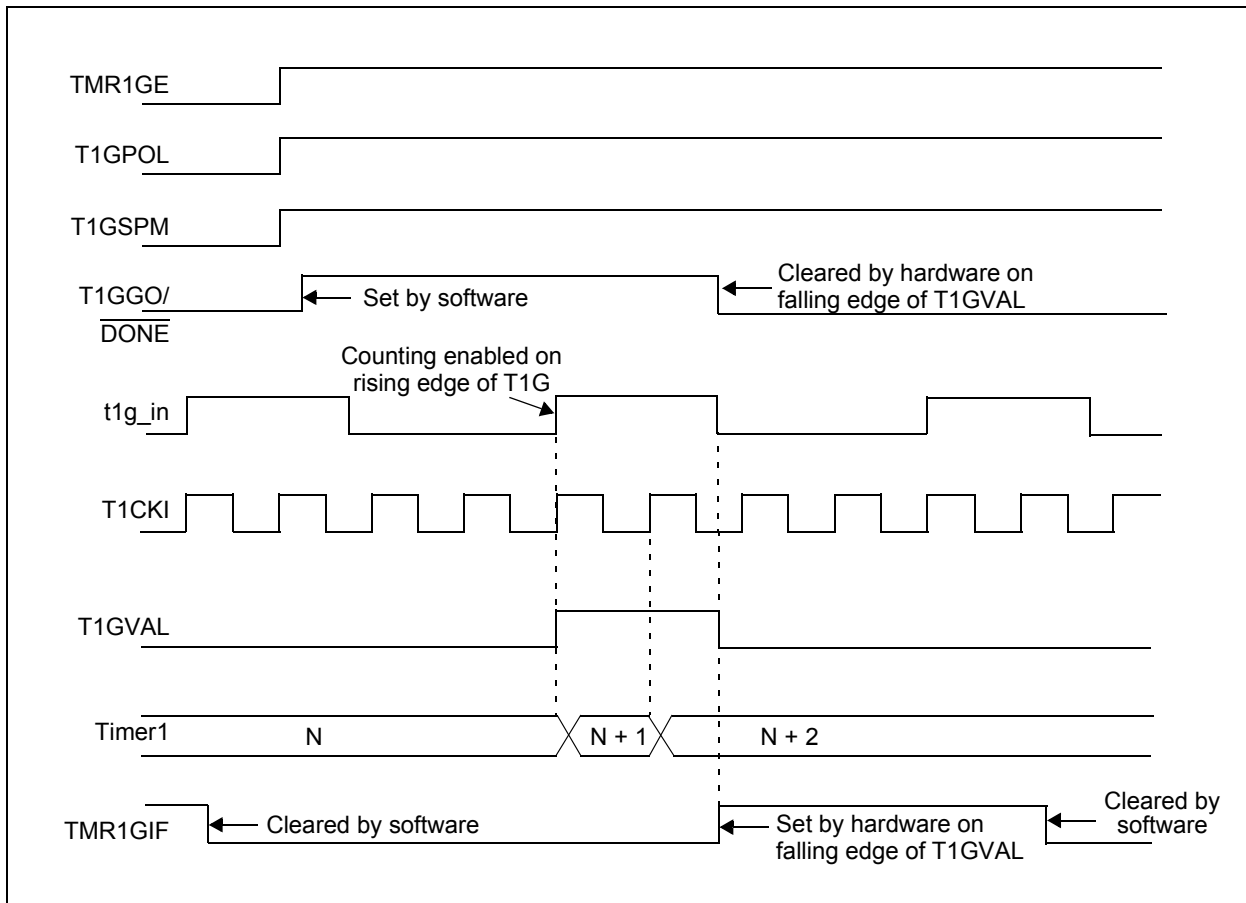 TMR1GE
T1GPOL
T1GSPM
T1GGO/
DONE
Set by software
Cleared by hardware on
falling edge of T1GVAL
Counting enabled on
rising edge of T1G
t1g_in
T1CKI
T1GVAL
Timer1
N
N + 1
N + 2
TMR1GIF
Cleared by software
Set by hardware on
falling edge of T1GVAL
Cleared by
software